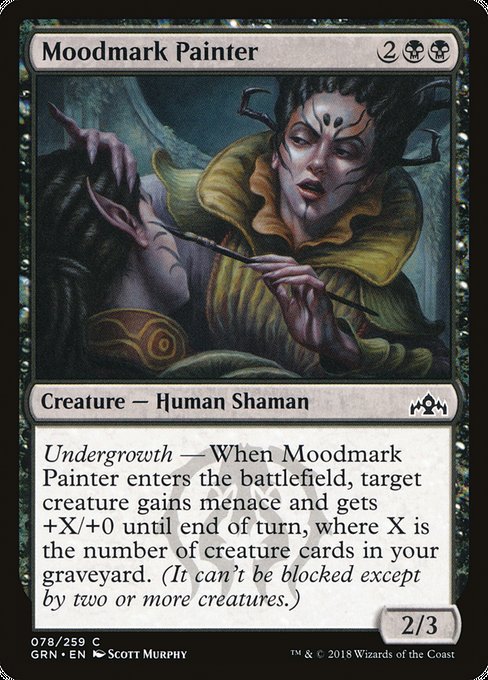 Moodmark Painter 2
Creature — Human Shaman
Undergrowth — When Moodmark
Painter enters the battlefield, target
creature gains menace and gets
+X/+0 until end of turn, where X is
the number of creature cards in your
graveyard. (It can't be blocked except
by two or more creatures.)
2/3
078/259 C
GRN • EN Scott Murphy
™ & © 2018 Wizards of the Coast